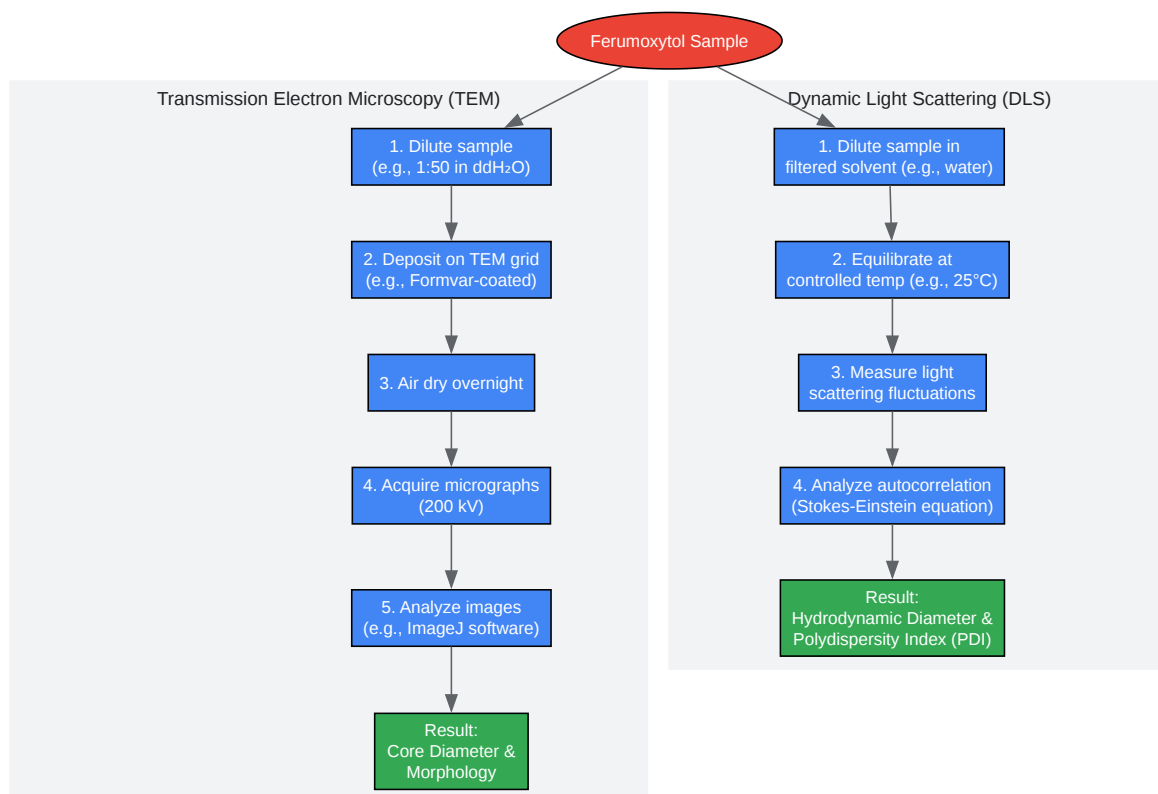 Ferumoxytol Sample
Transmission Electron Microscopy (TEM)
1. Dilute sample
(e.g., 1:50 in ddH₂O)
2. Deposit on TEM grid
(e.g., Formvar-coated)
3. Air dry overnight
4. Acquire micrographs
(200 kV)
5. Analyze images
(e.g., ImageJ software)
Result:
Core Diameter &
Morphology
Dynamic Light Scattering (DLS)
1. Dilute sample in
filtered solvent (e.g., water)
2. Equilibrate at
controlled temp (e.g., 25°C)
3. Measure light
scattering fluctuations
4. Analyze autocorrelation
(Stokes-Einstein equation)
Result:
Hydrodynamic Diameter &
Polydispersity Index (PDI)